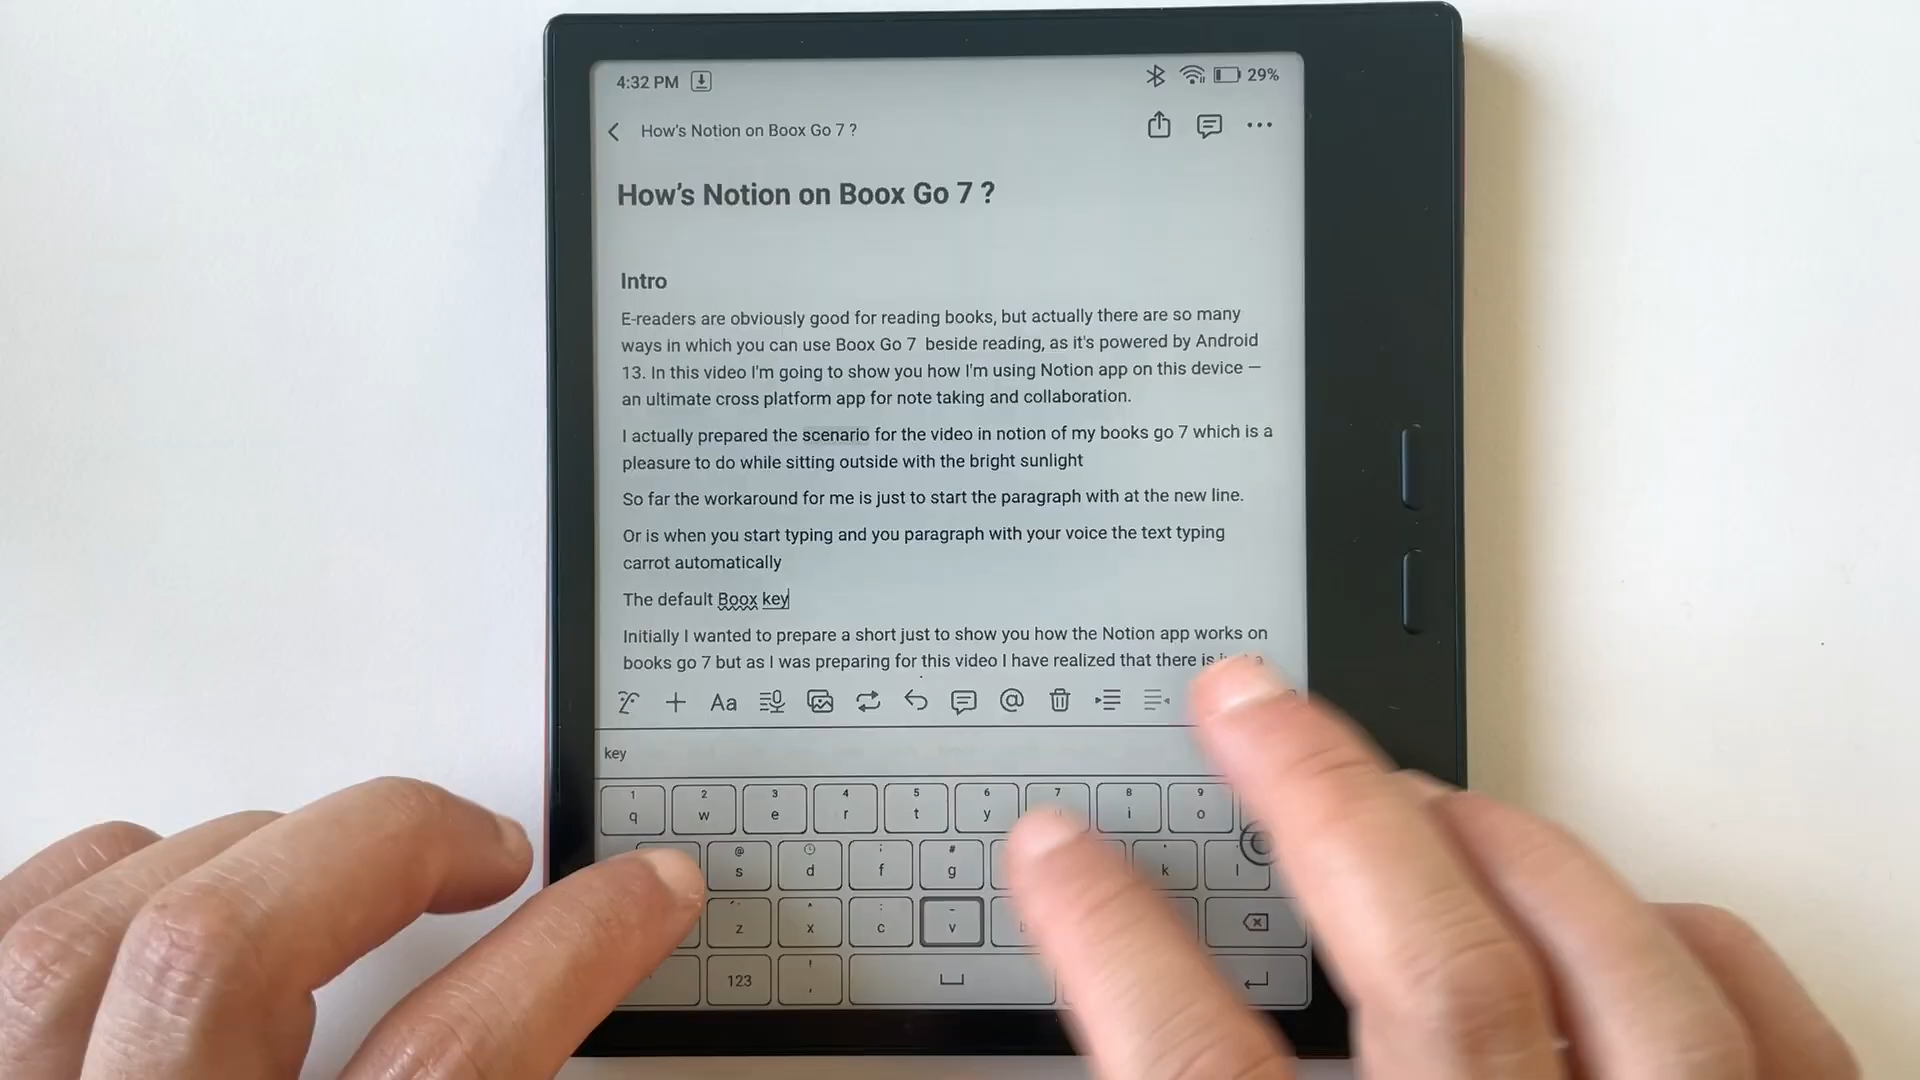 4:32 PM 29%
How's Notion on Boox Go 7 ?
How's Notion on Boox Go 7 ?
Intro
E-readers are obviously good for reading books, but actually there are so many
ways in which you can use Boox Go 7 beside reading, as it's powered by Android
13. In this video I'm going to show you how I'm using Notion app on this device —
an ultimate cross platform app for note taking and collaboration.
I actually prepared the scenario for the video in notion of my books go 7 which is a
pleasure to do while sitting outside with the bright sunlight
So far the workaround for me is just to start the paragraph with at the new line.
Or is when you start typing and you paragraph with your voice the text typing
carrot automatically
The default Boox key
Initially I wanted to prepare a short just to show you how the Notion app works on
books go 7 but as I was preparing for this video I have realized that there is
Aa @
key
1 2 3 4 5 6 7 8 9
q w e r t y i o
@ ; #
s d f g k l
z x c v
123 ! ,